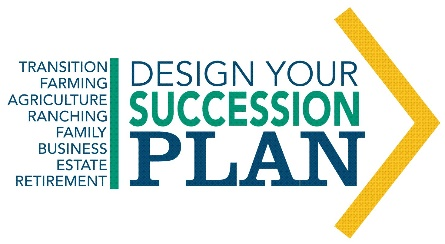 TRANSITION
FARMING
AGRICULTURE
RANCHING
FAMILY
BUSINESS
ESTATE
RETIREMENT
DESIGN YOUR
SUCCESSION
PLAN